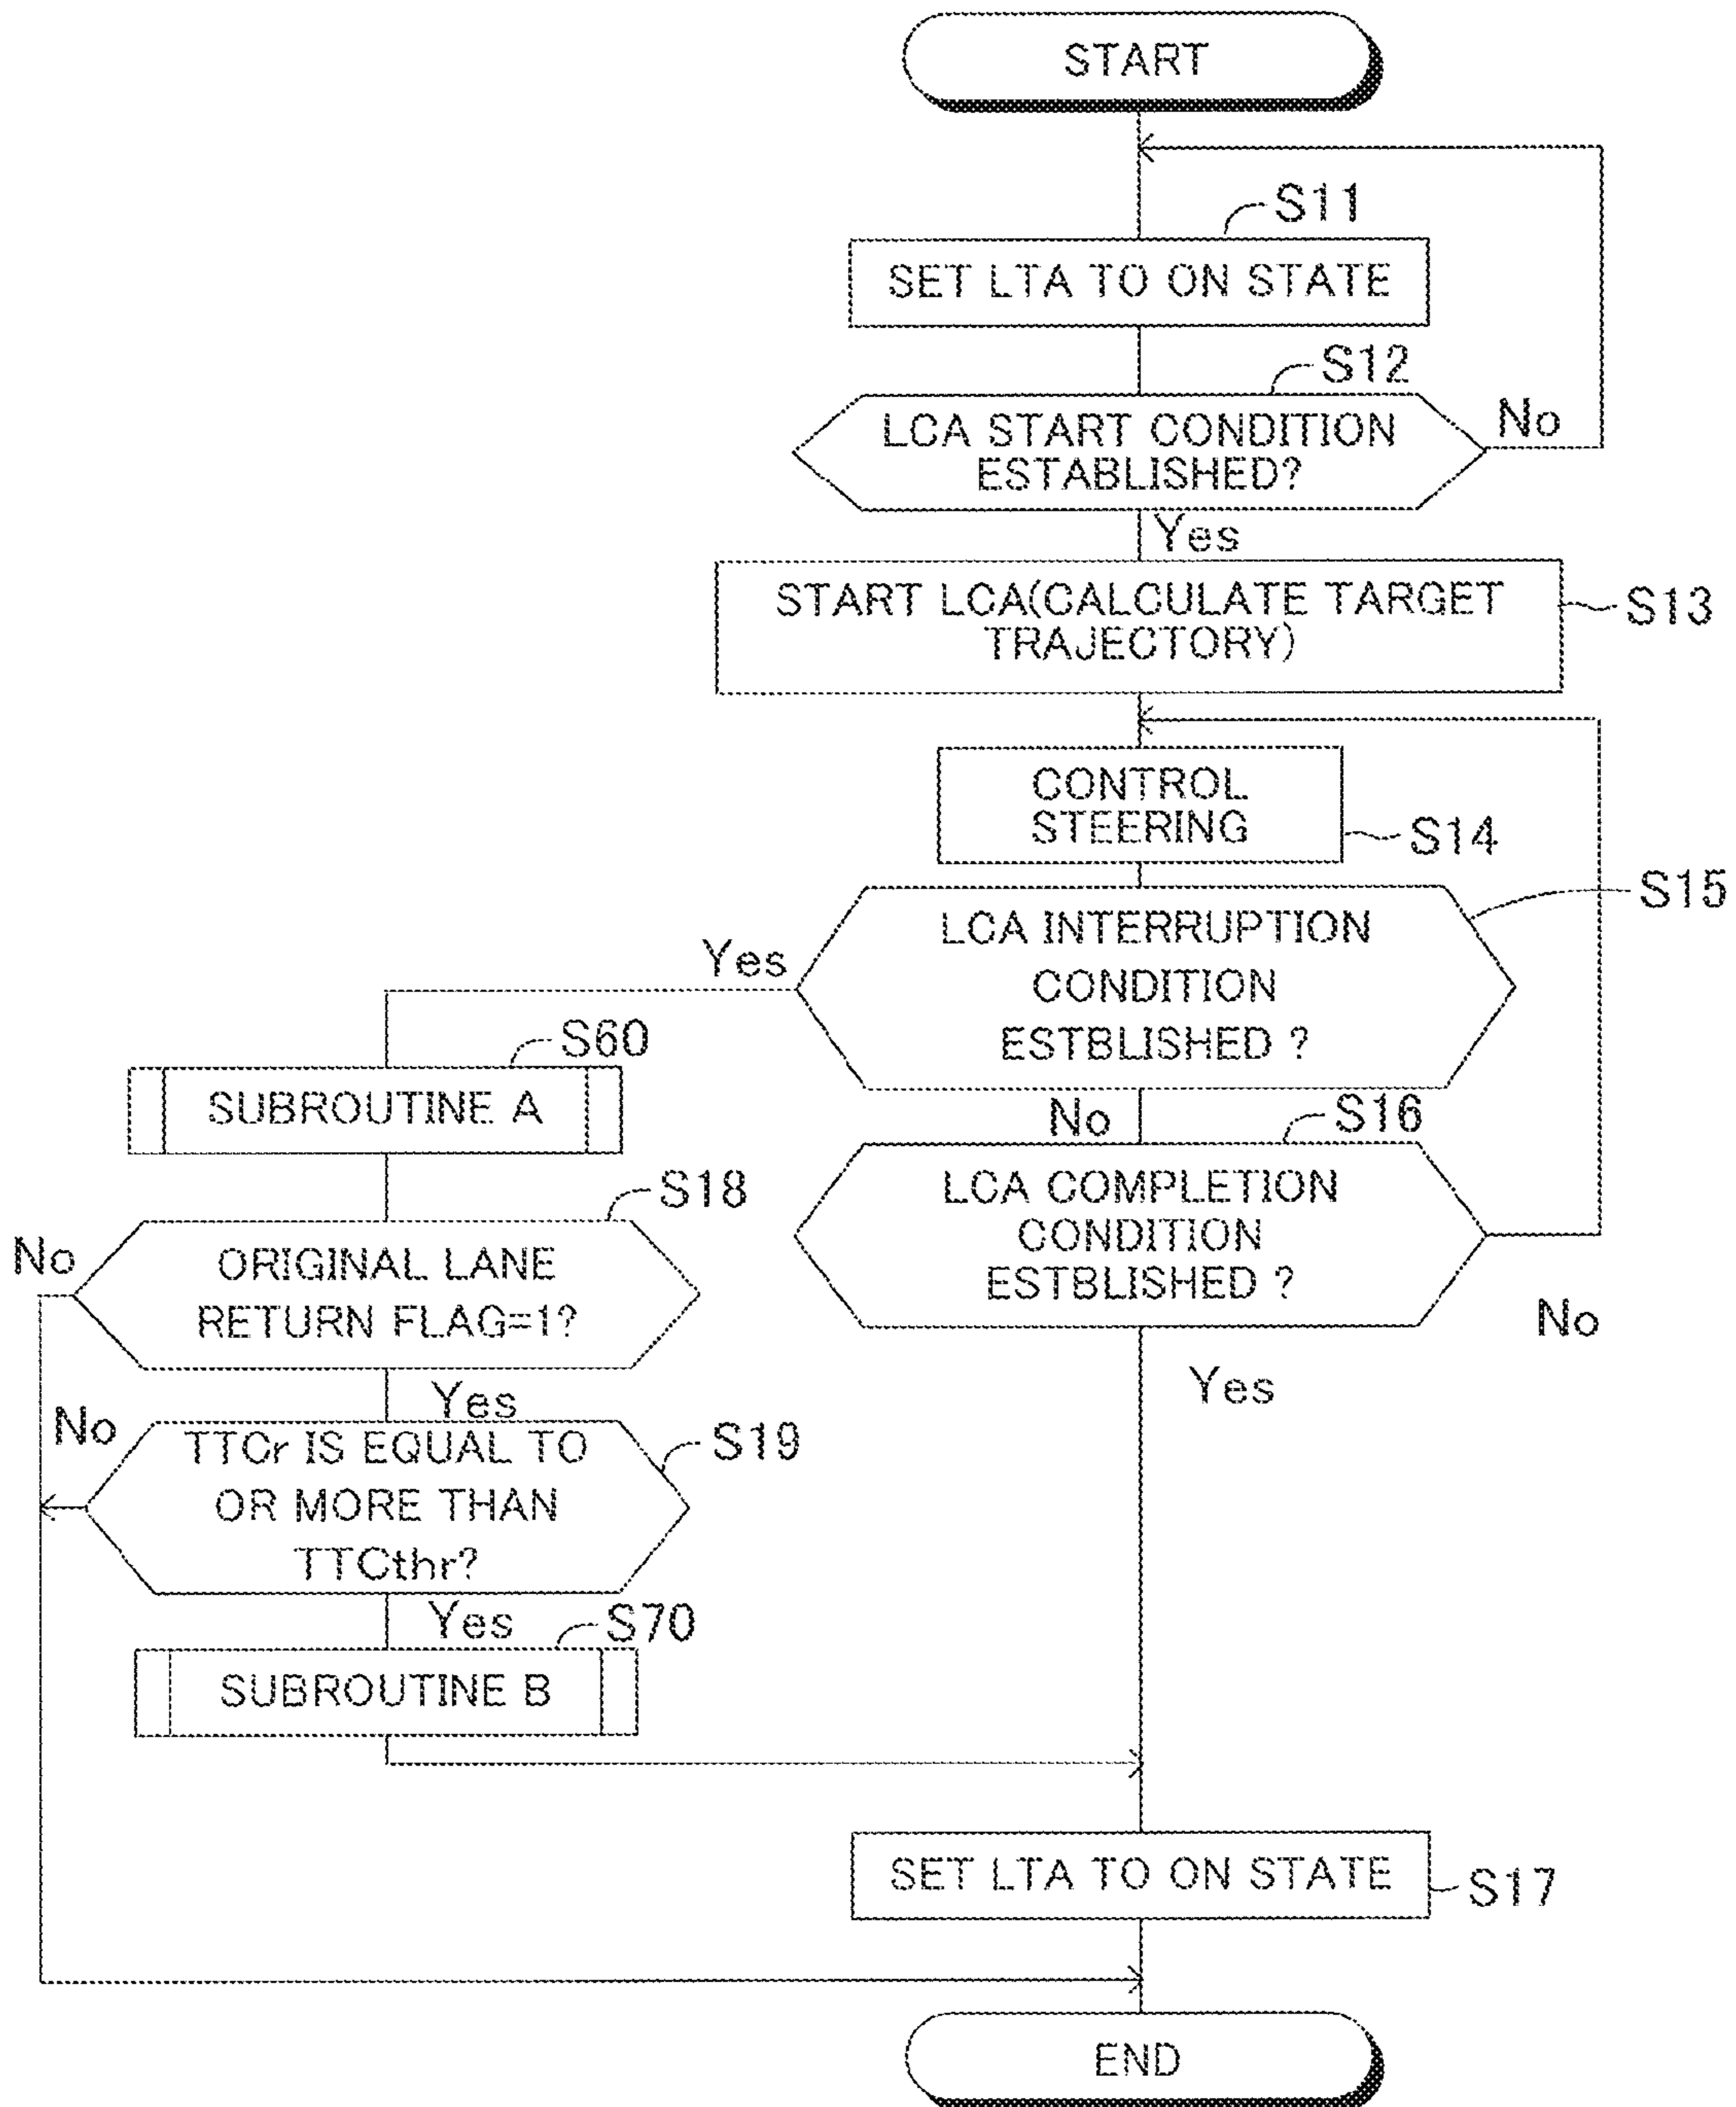 START
S11
SET LTA TO ON STATE
S12
LCA START CONDITION
ESTABLISHED?
No
Yes
START LCA(CALCULATE TARGET
TRAJECTORY)
S13
CONTROL
STEERING
S14
LCA INTERRUPTION
CONDITION
ESTBLISHED ?
S15
Yes
No
S60
SUBROUTINE A
S16
LCA COMPLETION
CONDITION
ESTBLISHED ?
No
Yes
S18
ORIGINAL LANE
RETURN FLAG=1?
No
Yes
S19
TTCr IS EQUAL TO
OR MORE THAN
TTCthr?
No
Yes
S70
SUBROUTINE B
SET LTA TO ON STATE
S17
END